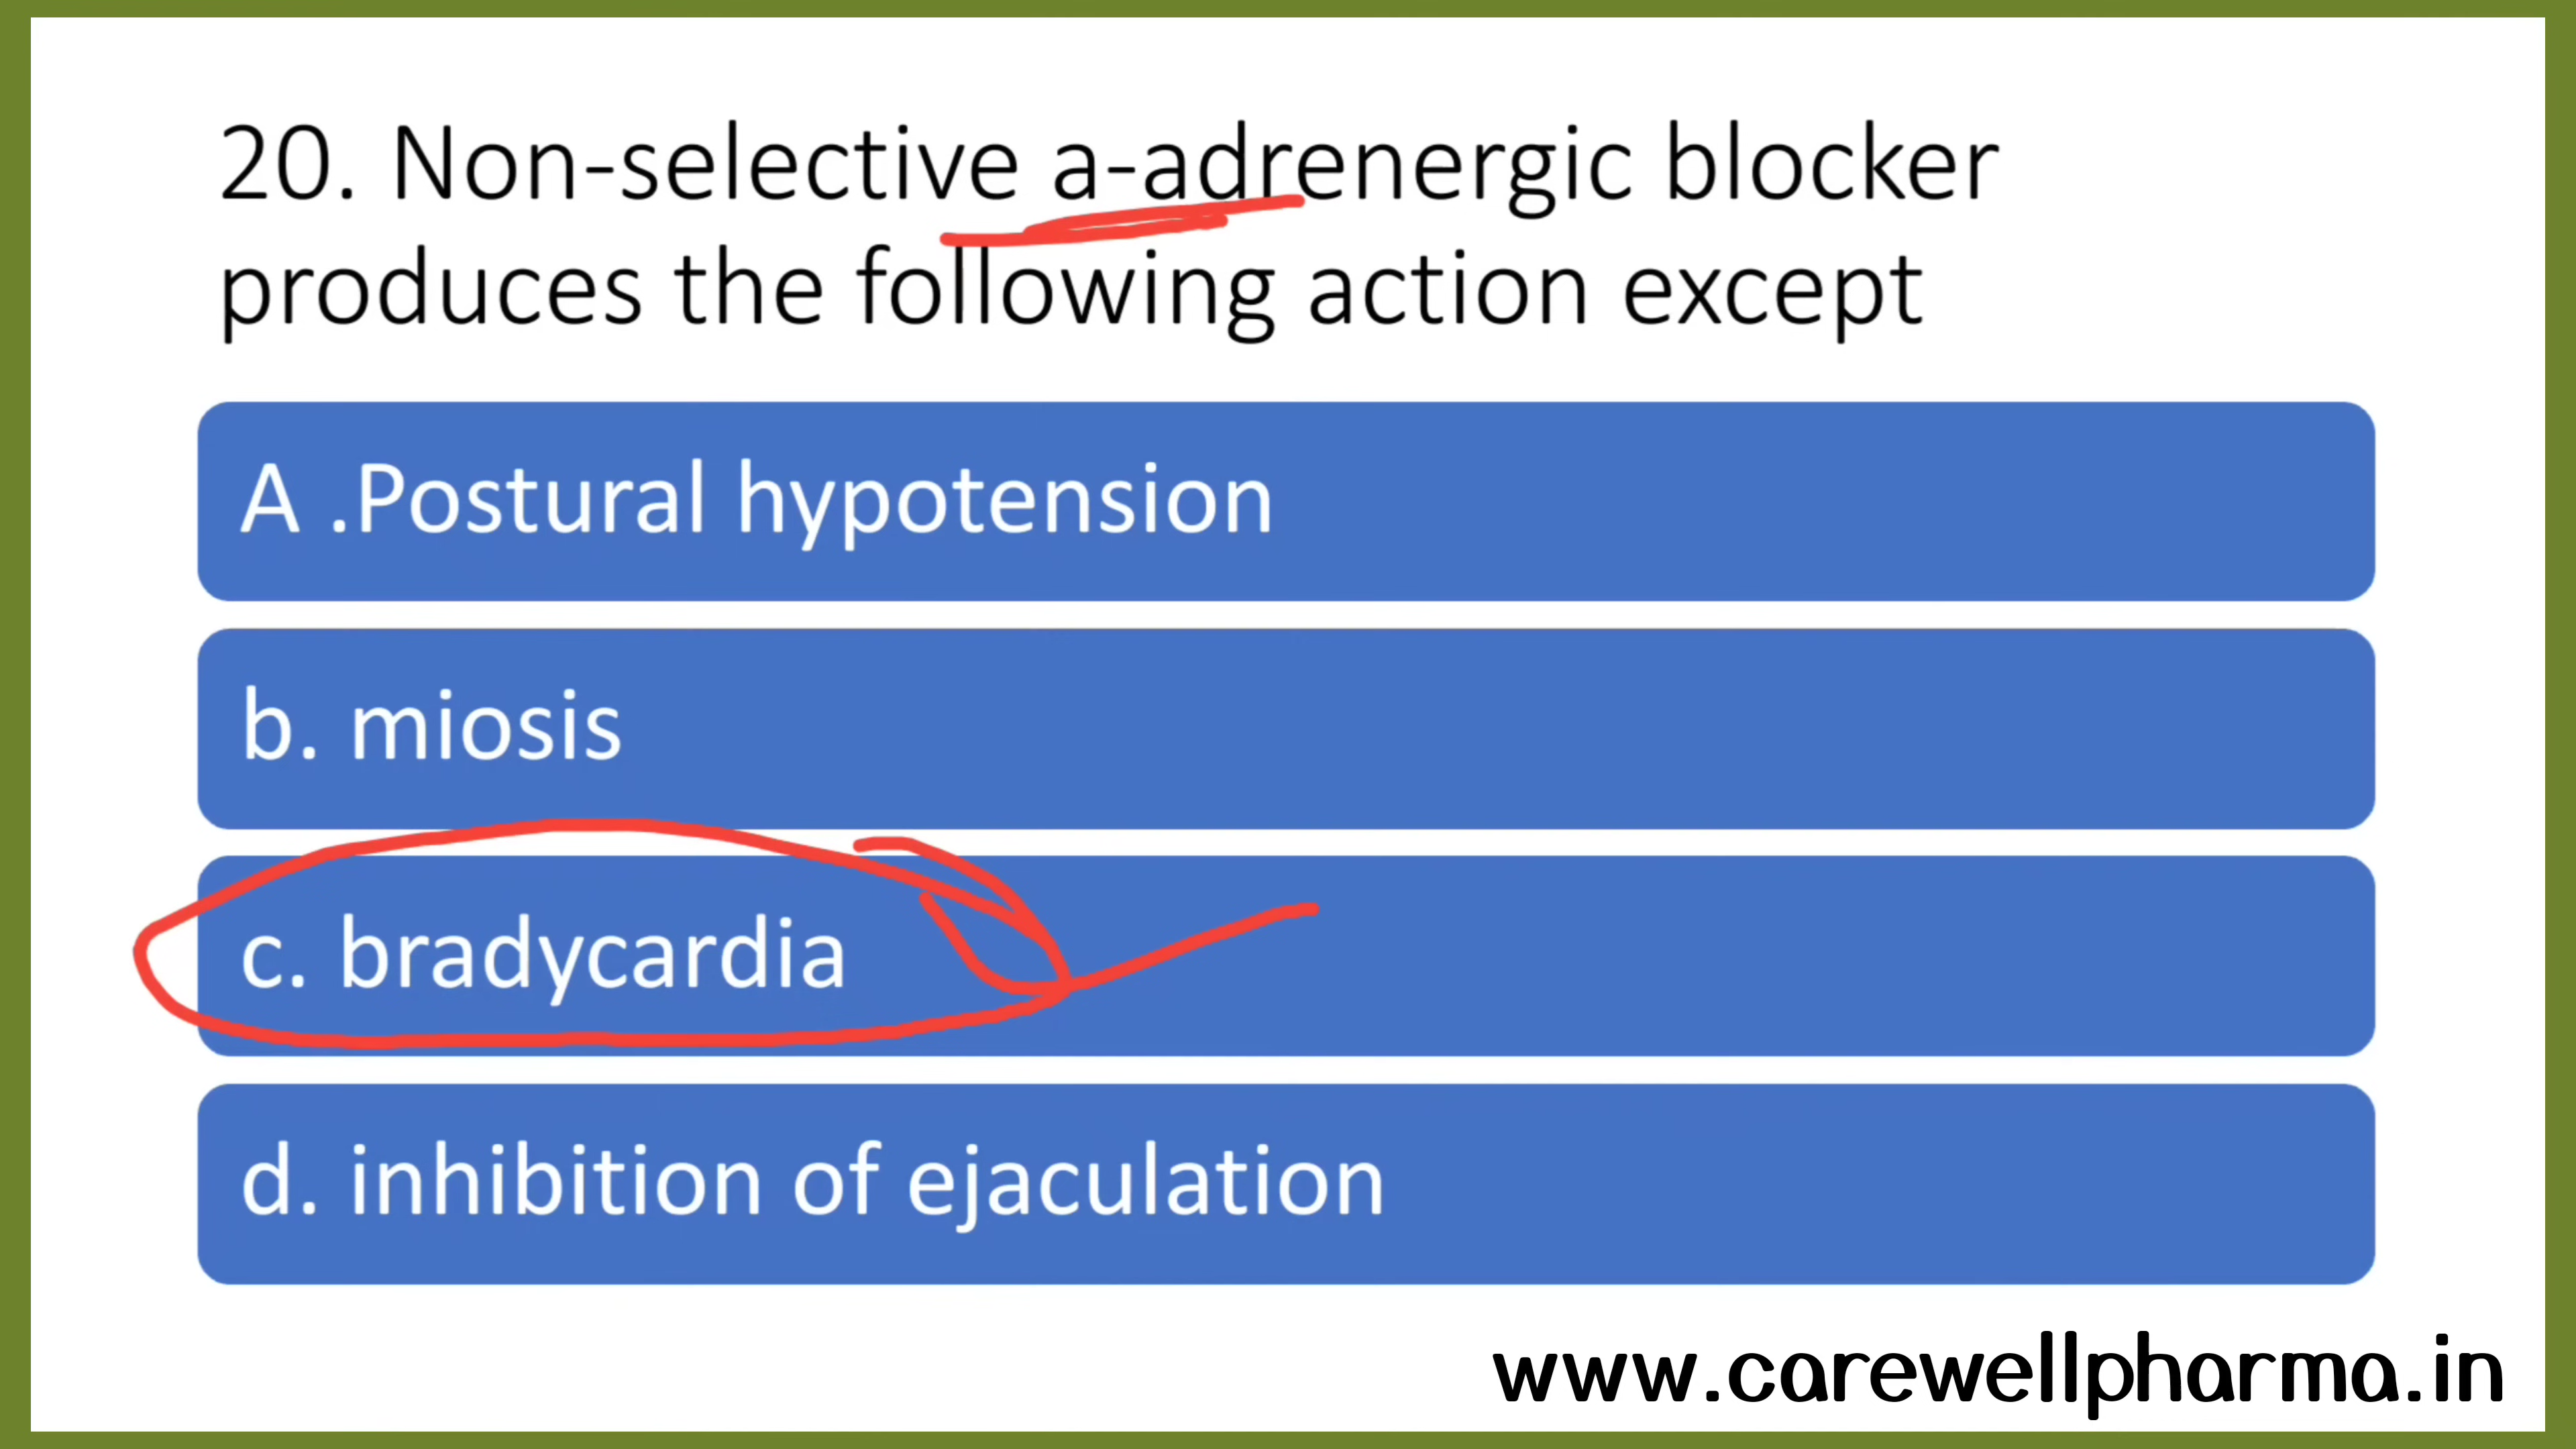 20. Non-selective a-adrenergic blocker
produces the following action except
A .Postural hypotension
b. miosis
c. bradycardia
d. inhibition of ejaculation
www.carewellpharma.in